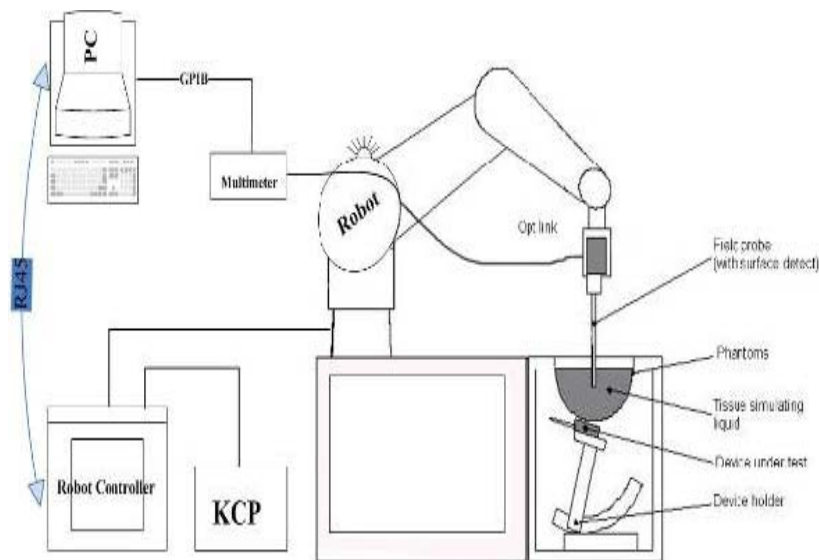 PC
GPIB
Multimeter
Robot
Opt link
Field probe
(with surface detect)
RJ45
Phantoms
Tissue simulating
liquid
Device under test
Device holder
Robot Controller
KCP